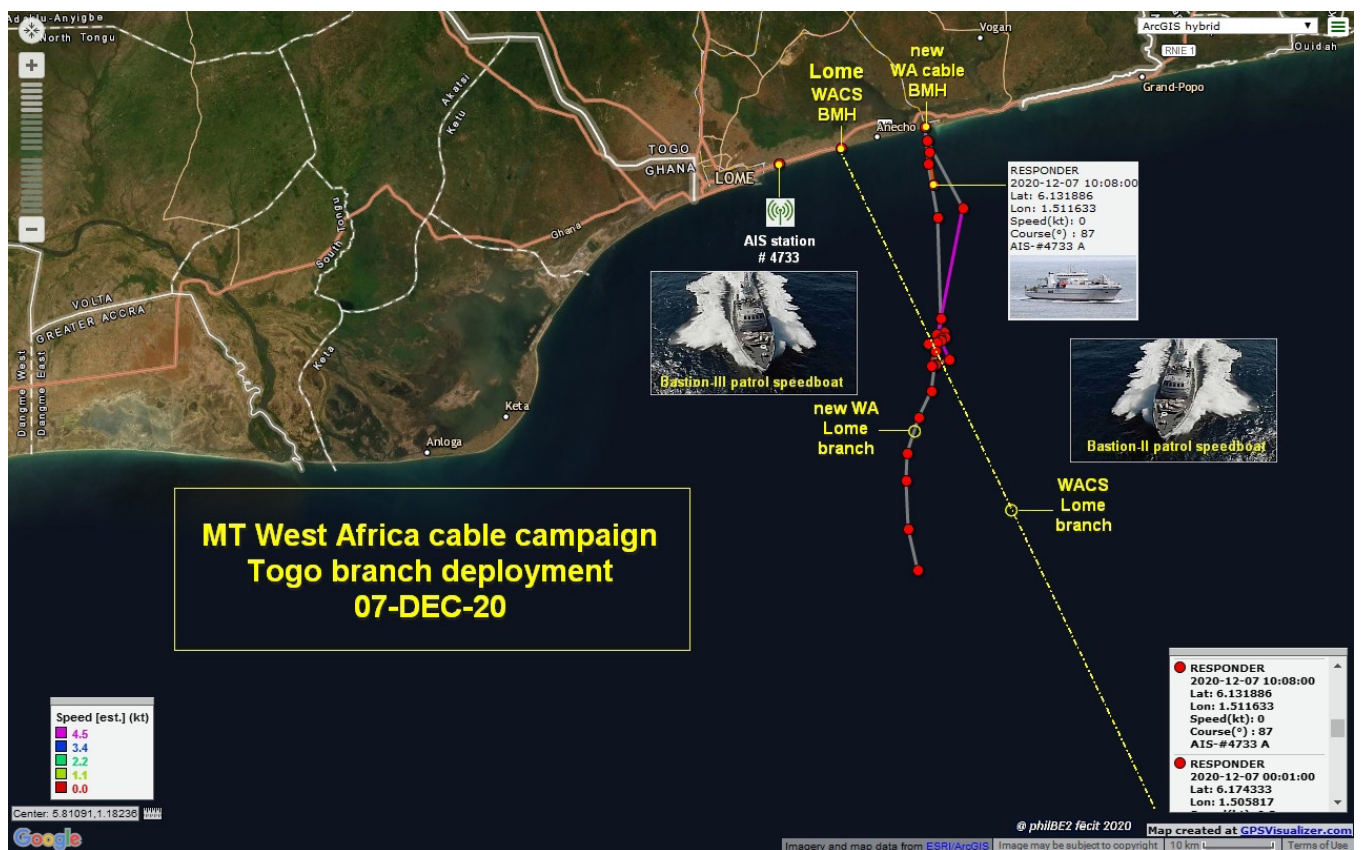 Adaklu-Anyigbe
North Tongu
Vogan
ArcGIS hybrid
RNIE 1
Ouidah
Grand-Popo
new
WA cable
BMH
Lome
WACS
BMH
Anecho
Akatsi
Ketu
TOGO
GHANA
LOME
RESPONDER
2020-12-07 10:08:00
Lat: 6.131886
Lon: 1.511633
Speed(kt): 0
Course(°) : 87
AIS-#4733 A
AIS station
# 4733
Ghana
South Tongu
Bastion-III patrol speedboat
Bastion-II patrol speedboat
VOLTA
GREATER ACCRA
Keta
Dangme West
Dangme East
Keta
Anloga
new WA
Lome
branch
WACS
Lome
branch
MT West Africa cable campaign
Togo branch deployment
07-DEC-20
RESPONDER
2020-12-07 10:08:00
Lat: 6.131886
Lon: 1.511633
Speed(kt): 0
Course(°) : 87
AIS-#4733 A
RESPONDER
2020-12-07 00:01:00
Lat: 6.174333
Lon: 1.505817
Speed [est.] (kt)
4.5
3.4
2.2
1.1
0.0
Center: 5.81091,1.18236
Google
@ philBE2 fecit 2020
Map created at GPSVisualizer.com
Imagery and map data from ESRI/ArcGIS
Image may be subject to copyright
10 km
Terms of Use